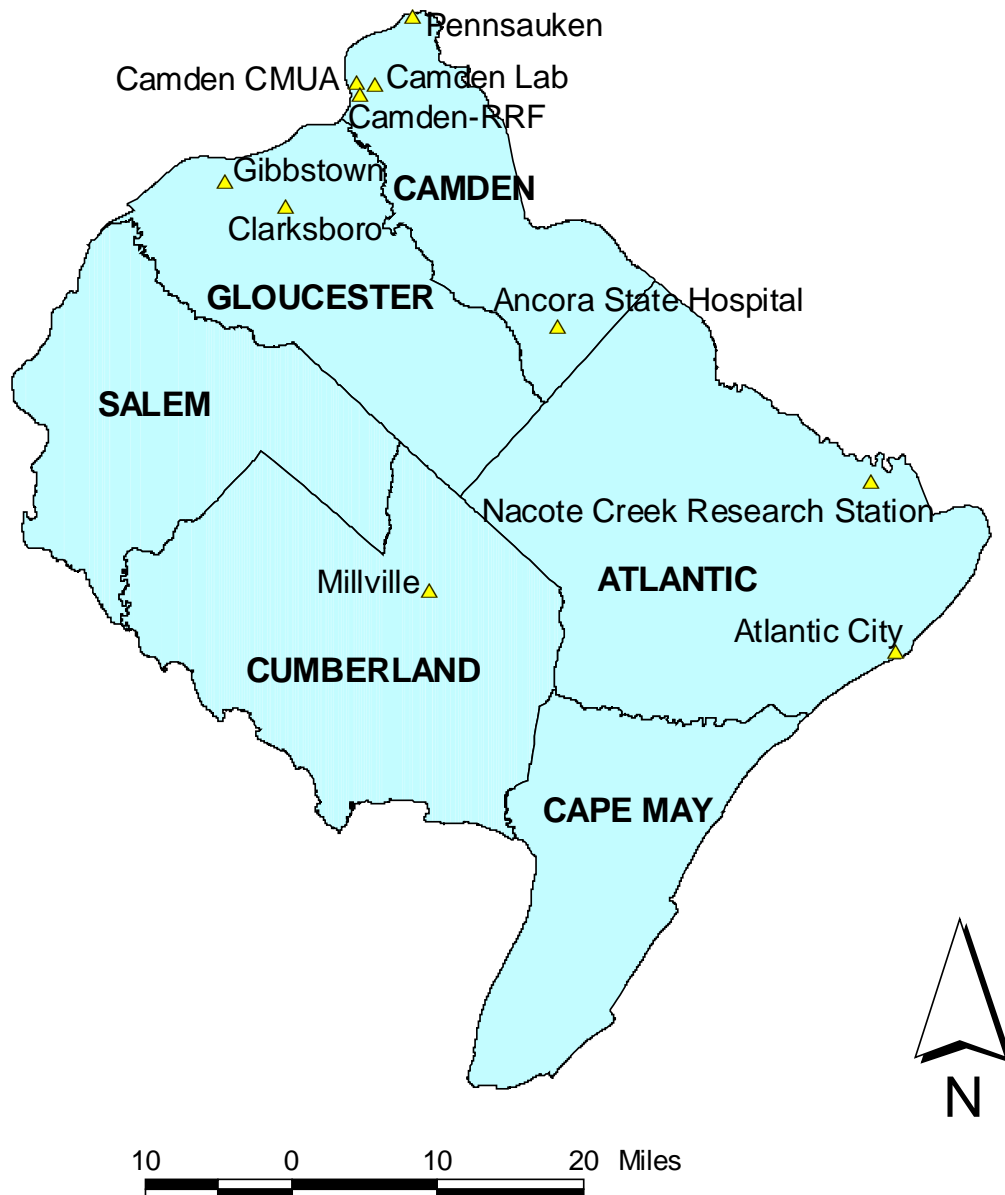 Pennsauken
Camden CMUA
Camden Lab
Camden-RRF
Gibbstown
CAMDEN
Clarksboro
GLOUCESTER
Ancora State Hospital
SALEM
Nacote Creek Research Station
Millville
ATLANTIC
Atlantic City
CUMBERLAND
CAPE MAY
N
10 0 10 20 Miles